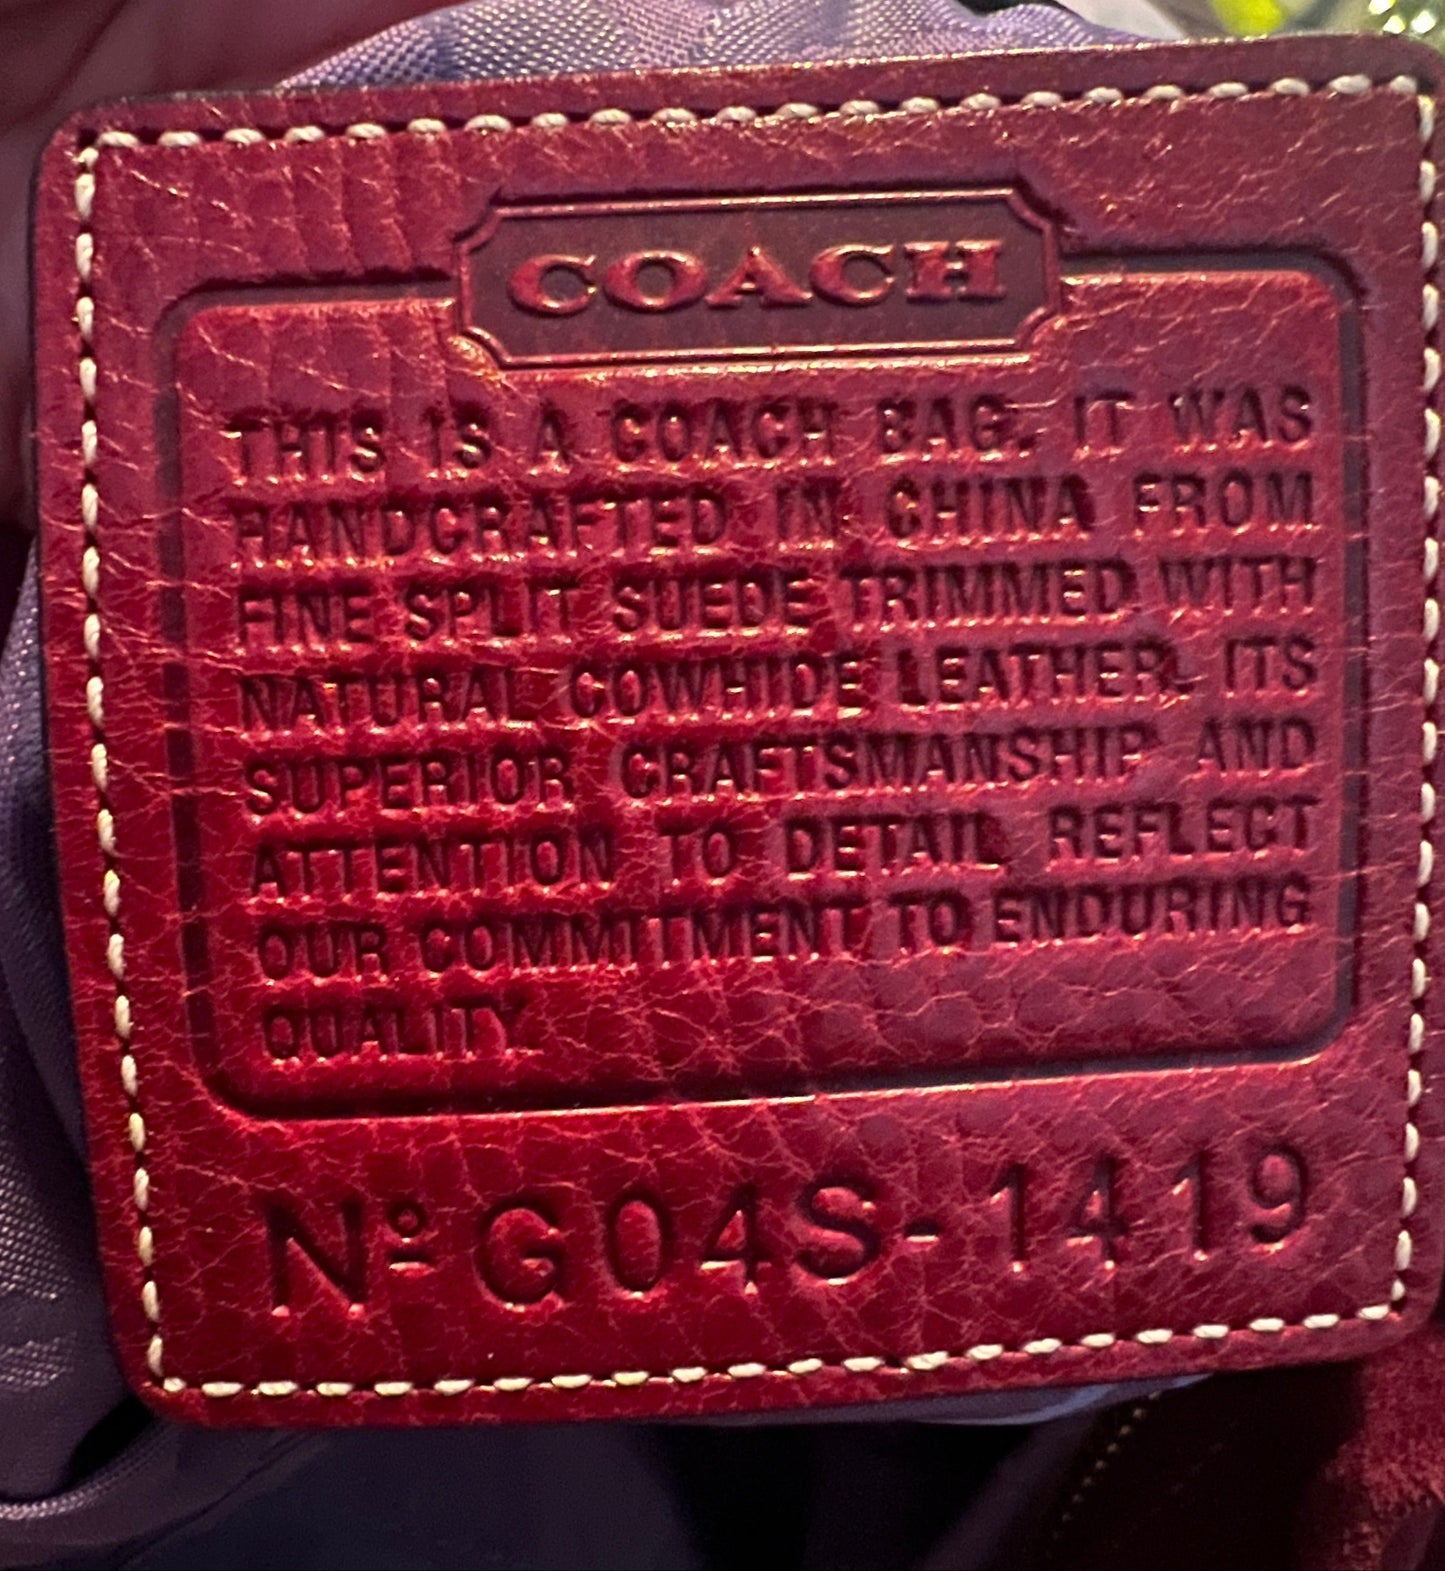 COACH
THIS IS A COACH BAG. IT WAS
HANDCRAFTED IN CHINA FROM
FINE SPLIT SUEDE TRIMMED WITH
NATURAL COWHIDE LEATHER. ITS
SUPERIOR CRAFTSMANSHIP AND
ATTENTION TO DETAIL REFLECT
OUR COMMITMENT TO ENDURING
QUALITY.
Nº G04S-1419